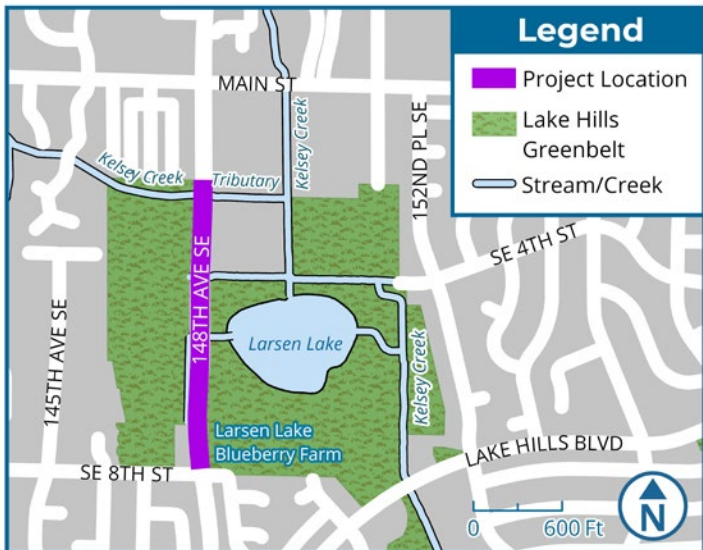 Legend
Project Location
Lake Hills
Greenbelt
Stream/Creek
MAIN ST
Kelsey Creek
Tributary
Kelsey Creek
152ND PL SE
SE 4TH ST
148TH AVE SE
145TH AVE SE
Larsen Lake
Kelsey Creek
Larsen Lake
Blueberry Farm
LAKE HILLS BLVD
SE 8TH ST
0 600 Ft
N